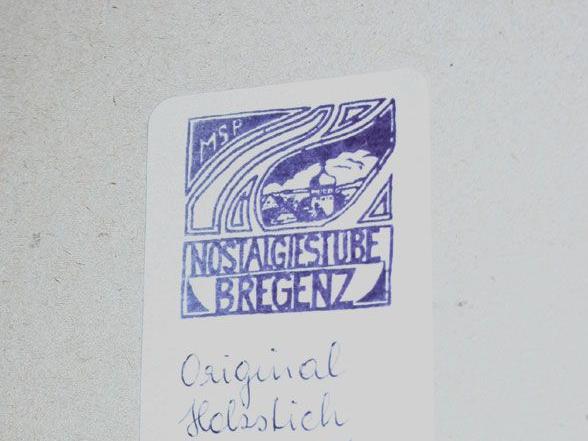 MSP
NOSTALGIESTUBE
BREGENZ
Original
Holzstich